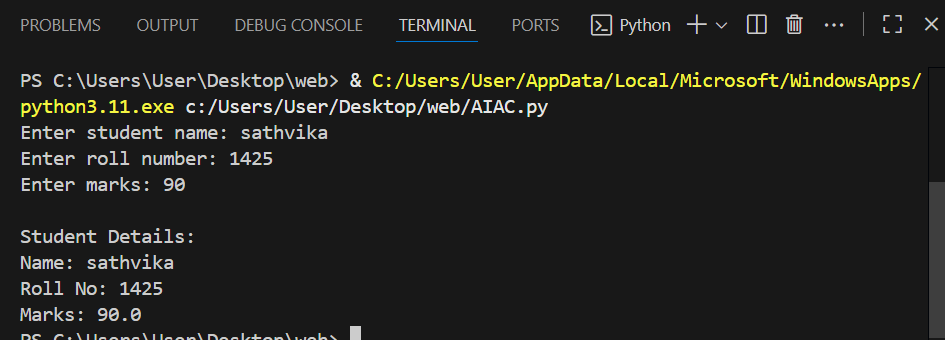 PROBLEMS OUTPUT DEBUG CONSOLE TERMINAL PORTS Python
PS C:\Users\User\Desktop\web> & C:/Users/User/AppData/Local/Microsoft/WindowsApps/
python3.11.exe c:/Users/User/Desktop/web/AIAC.py
Enter student name: sathvika
Enter roll number: 1425
Enter marks: 90
Student Details:
Name: sathvika
Roll No: 1425
Marks: 90.0
PS C:\Users\User\Desktop\web>